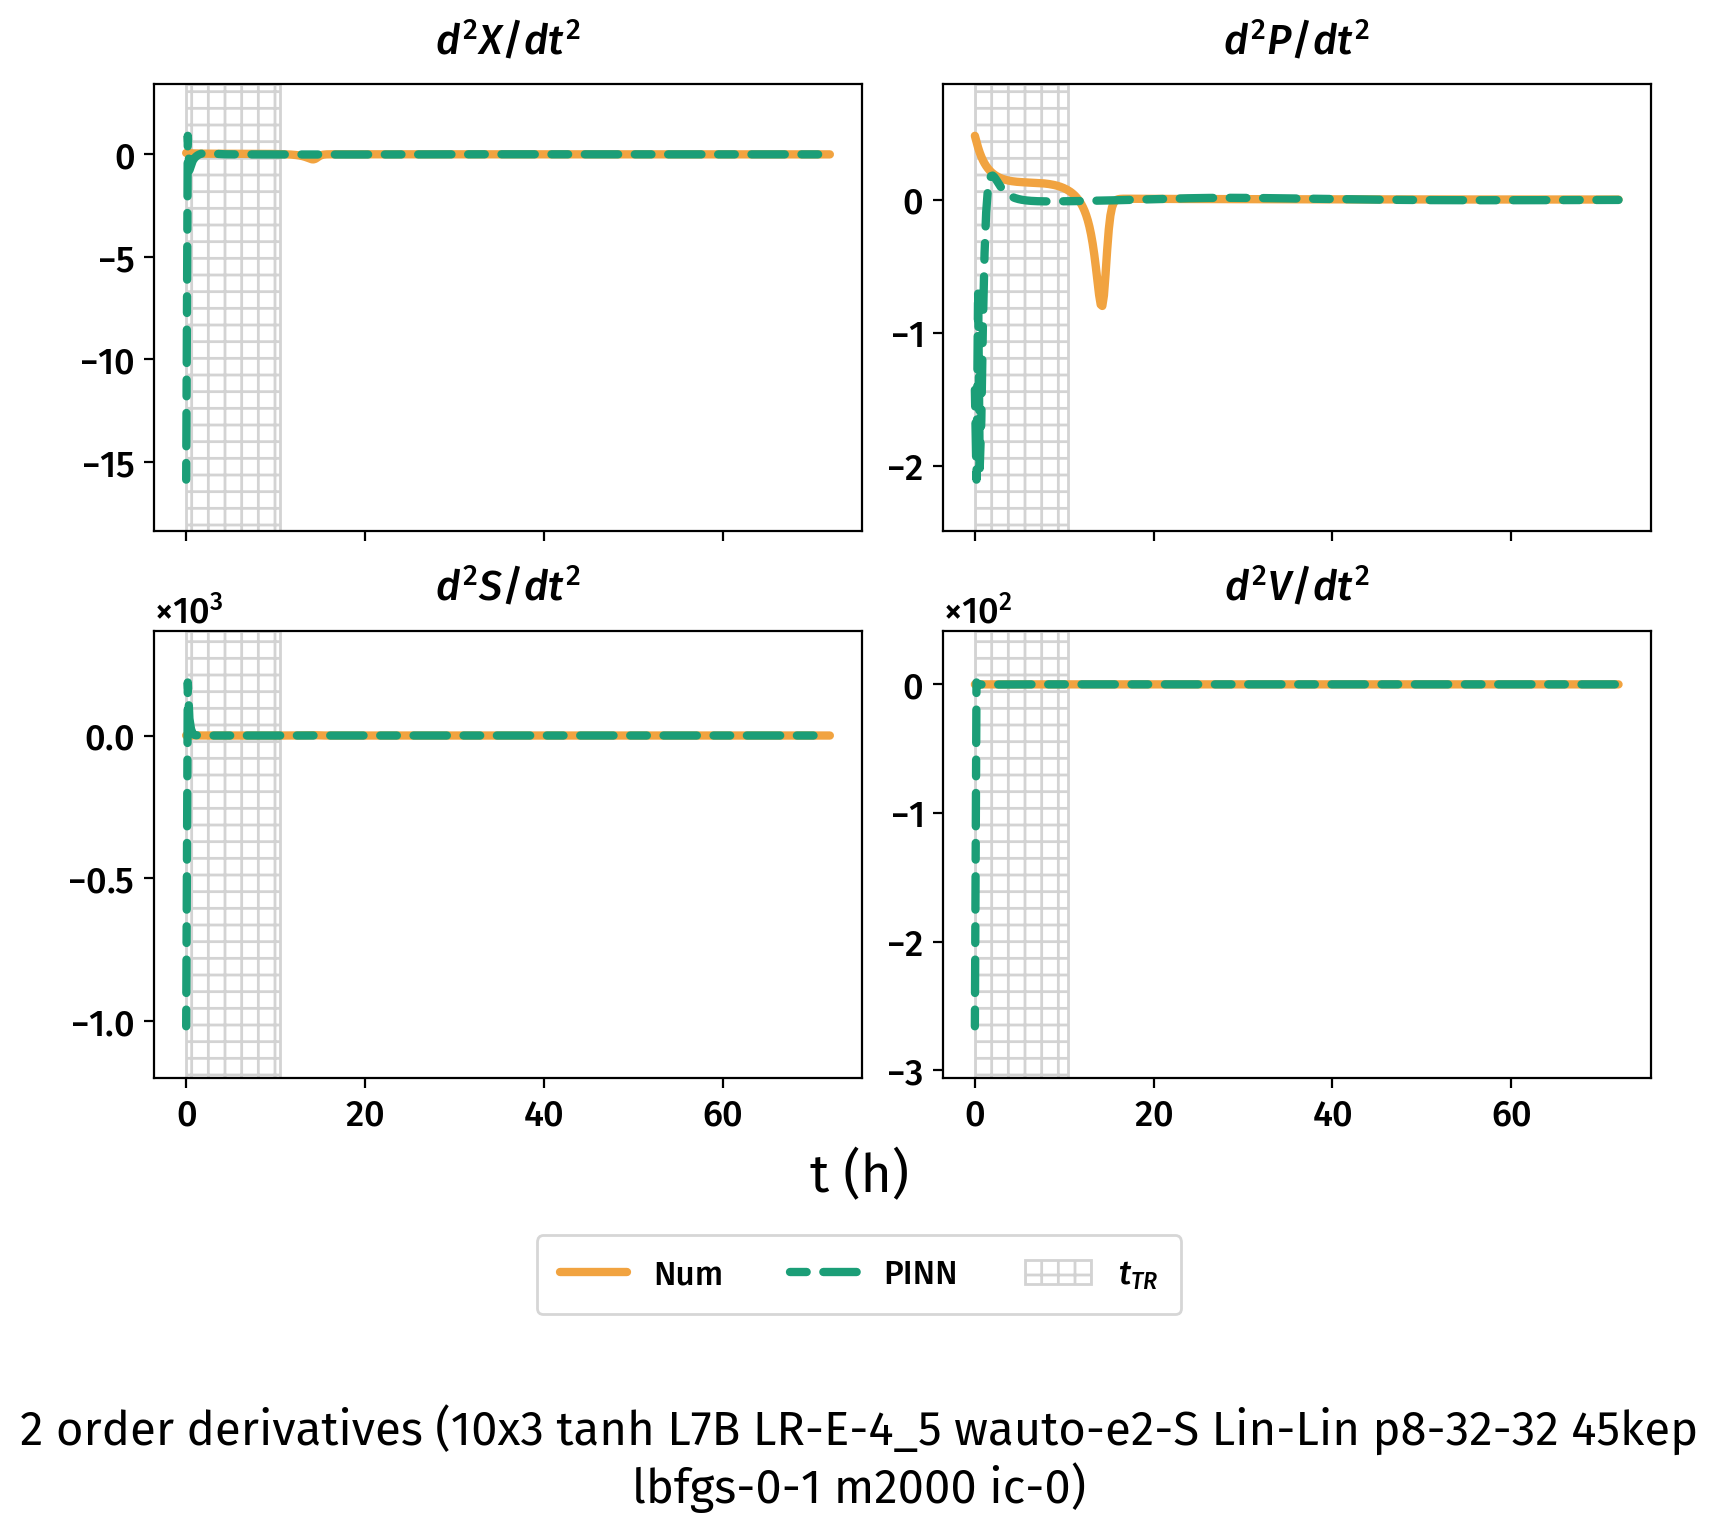 d²X/dt²
d²P/dt²
0
−5
−10
−15
0
−1
−2
d²S/dt²
d²V/dt²
×10³
×10²
0.0
−0.5
−1.0
0
−1
−2
−3
0 20 40 60
0 20 40 60
t (h)
Num PINN t_TR
2 order derivatives (10x3 tanh L7B LR-E-4_5 wauto-e2-S Lin-Lin p8-32-32 45kep
lbfgs-0-1 m2000 ic-0)